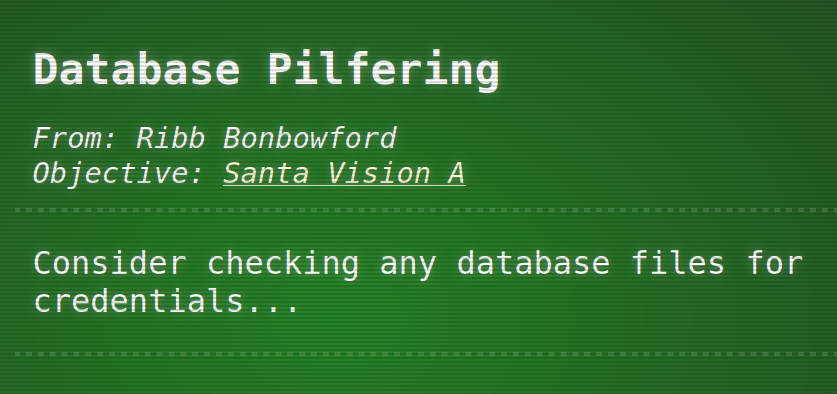 Database Pilfering
From: Ribb Bonbowford
Objective: Santa Vision A
Consider checking any database files for
credentials...